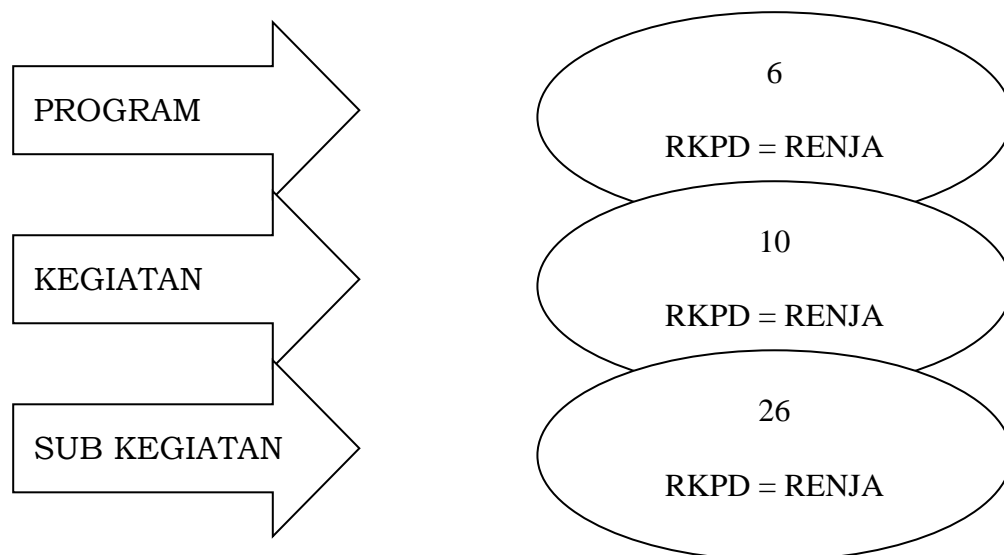 PROGRAM
6
RKPD = RENJA
KEGIATAN
10
RKPD = RENJA
SUB KEGIATAN
26
RKPD = RENJA